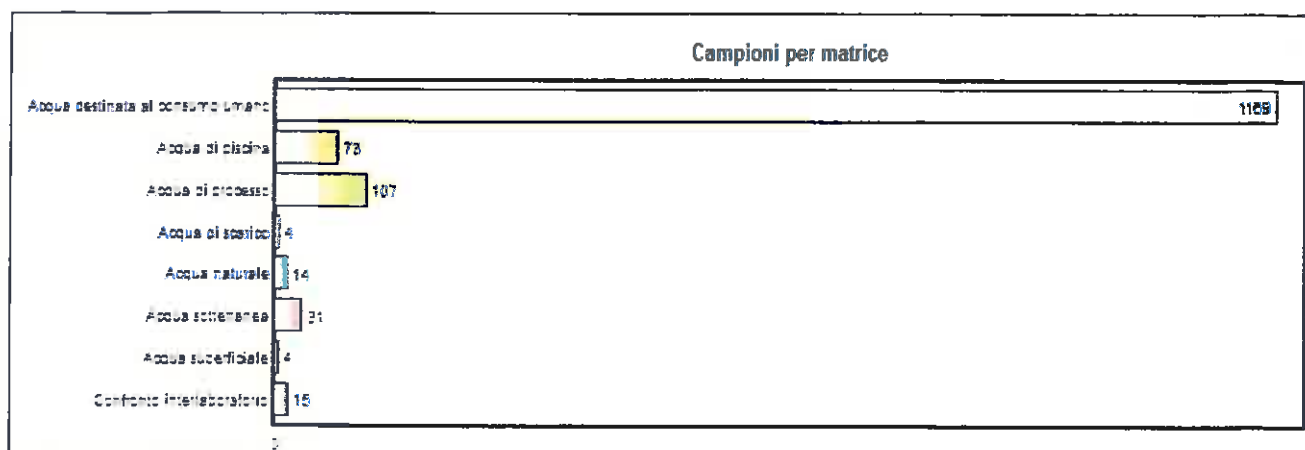 Campioni per matrice
Acqua destinata al consumo umano 1169
Acqua di piscina 73
Acqua di processo 107
Acqua di scarico
Acqua naturale 14
Acqua sotterranea 31
Acqua superficiale 4
Confronto interlaboratorio 15